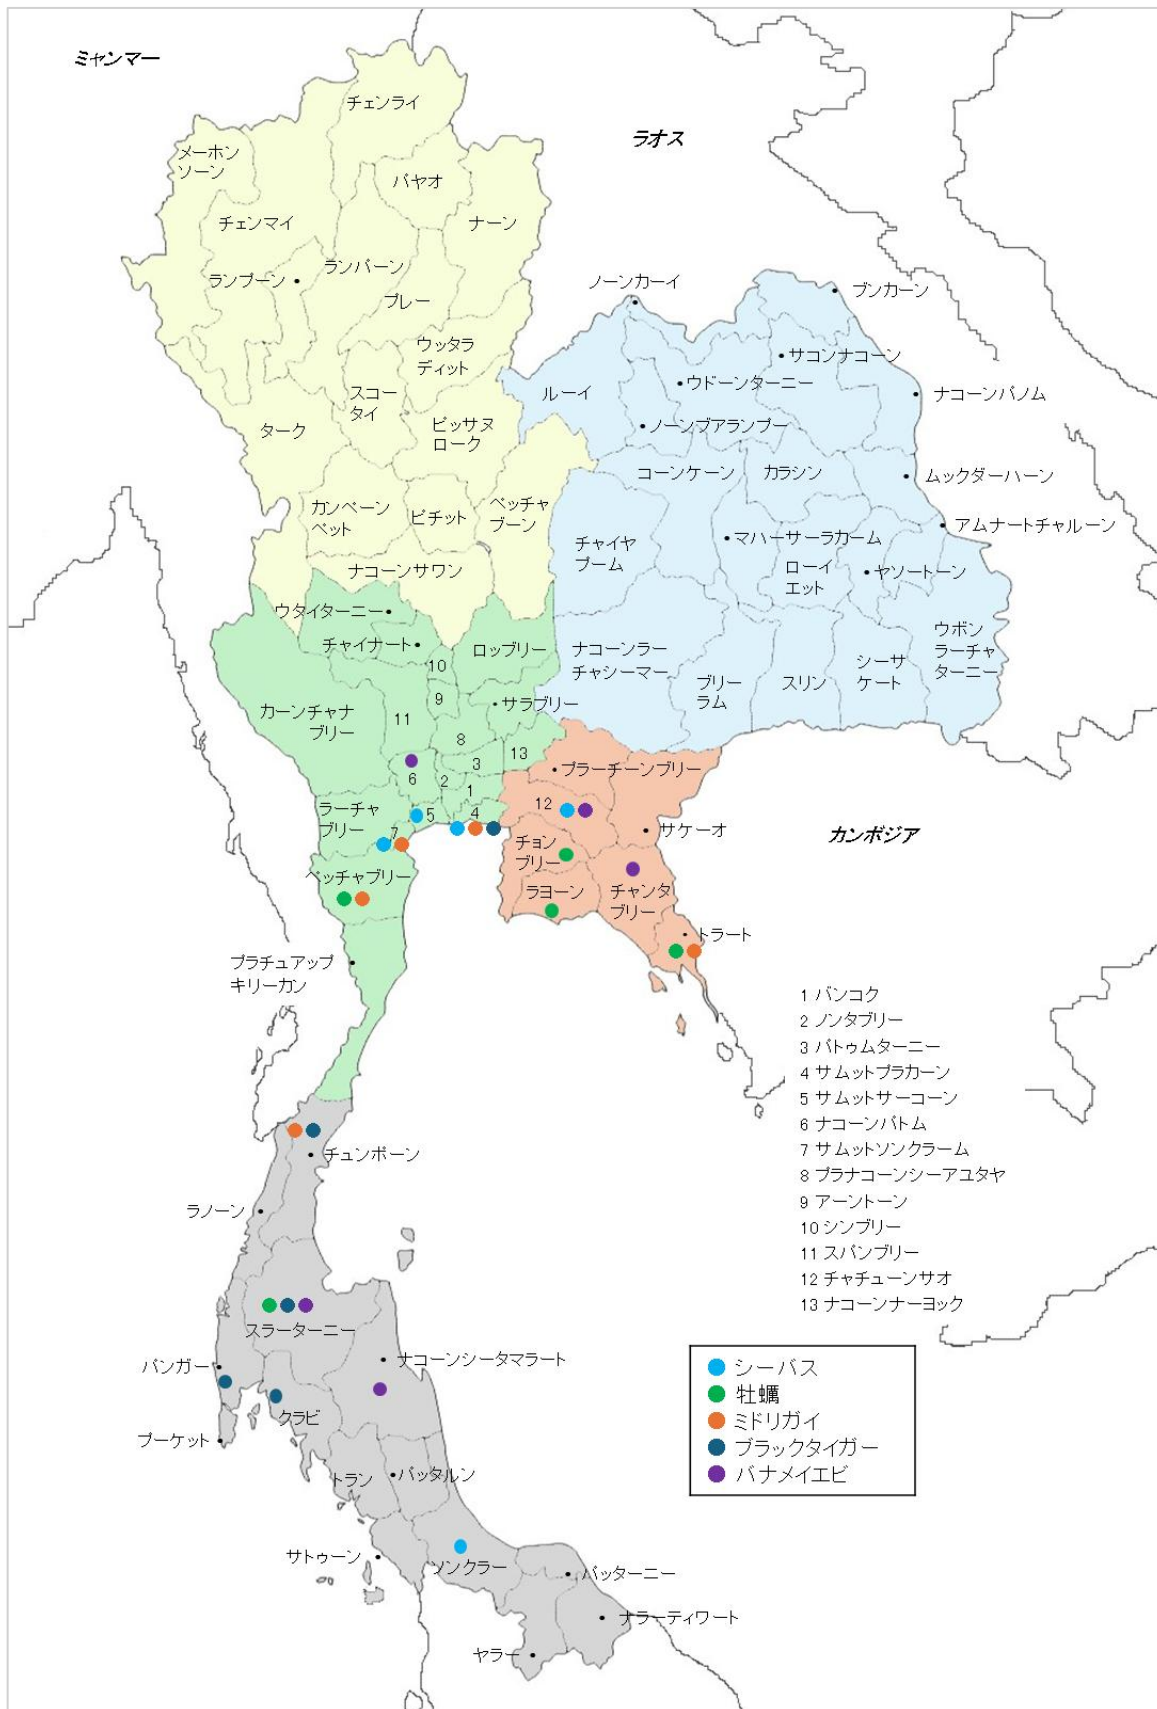 ミャンマー
チェンライ
ラオス
メーホン
ソーン
パヤオ
チェンマイ
ナーン
ランプーン
ランパーン
プレー
ノーンカーイ
ブンカーン
ウッタラ
ディット
サコンナコーン
ルーイ
ウドーンターニー
スコー
タイ
ナコーンパノム
ターク
ピッサヌ
ローク
ノーンブアランプー
コーンケーン
カラシン
ムックダーハーン
カンペーン
ペット
ピチット
ペッチャ
ブーン
アムナートチャルーン
チャイヤ
プーム
マハーサーラカーム
ナコーンサワン
ローイ
エット
ヤソートーン
ウタイターニー
チャイナート
ロッブリー
ナコーンラー
チャシーマー
ブリー
ラム
スリン
シーサ
ケート
ウボン
ラーチャ
ターニー
10
9
カーンチャナ
ブリー
11
サラブリー
8
13
3
プラーチーンブリー
6
2
1
12
ラーチャ
ブリー
5
4
7
サケーオ
カンボジア
チョン
ブリー
ペッチャブリー
ラヨーン
チャンタ
ブリー
トラート
プラチュアップ
キリーカン
1 バンコク
2 ノンタブリー
3 パトゥムターニー
4 サムットプラカーン
5 サムットサーコーン
6 ナコーンパトム
7 サムットソンクラーム
8 プラナコーンシーアユタヤ
9 アーントーン
10 シンブリー
11 スパンブリー
12 チャチューンサオ
13 ナコーンナーヨック
チュンポーン
ラノーン
スラーターニー
パンガー
ナコーンシータマラート
クラビ
プーケット
トラン
パッタルン
シーバス
牡蠣
ミドリガイ
ブラックタイガー
バナメイエビ
サトゥーン
ソンクラー
パッターニー
ナラーティワート
ヤラー